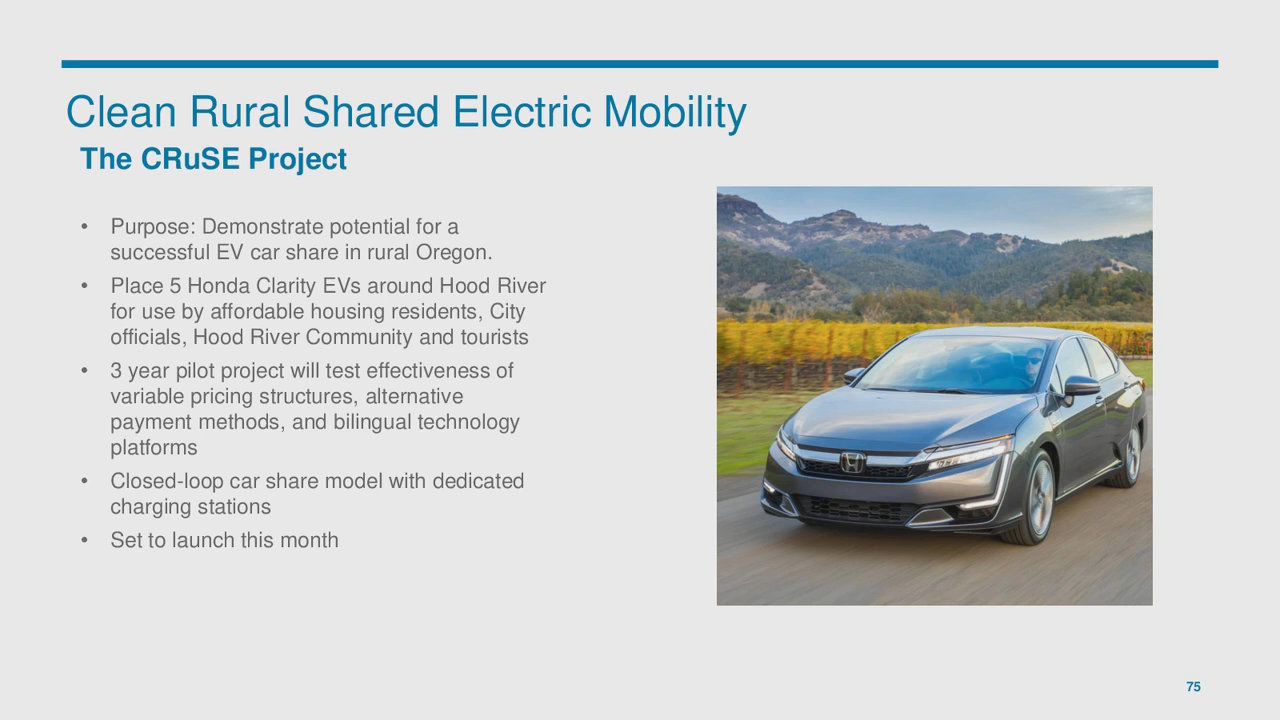 Clean Rural Shared Electric Mobility
The CRuSE Project
• Purpose: Demonstrate potential for a
successful EV car share in rural Oregon.
• Place 5 Honda Clarity EVs around Hood River
for use by affordable housing residents, City
officials, Hood River Community and tourists
• 3 year pilot project will test effectiveness of
variable pricing structures, alternative
payment methods, and bilingual technology
platforms
• Closed-loop car share model with dedicated
charging stations
• Set to launch this month
75